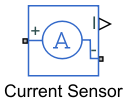 + I
A
-
Current Sensor